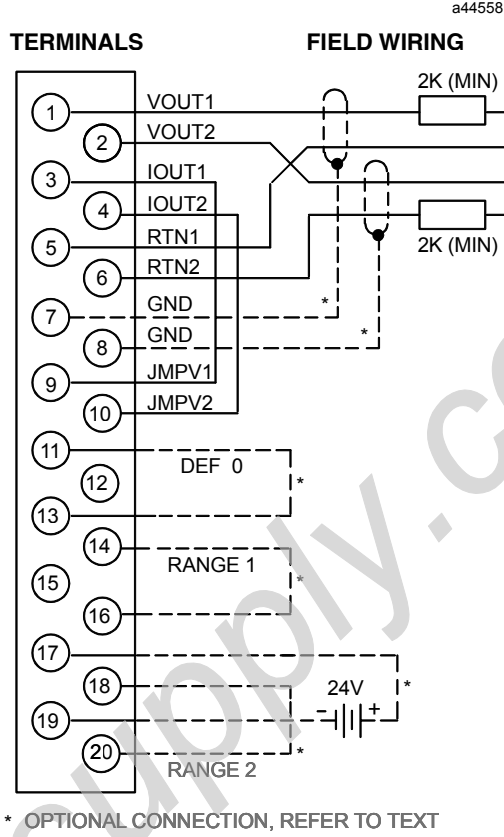 a44558
TERMINALS FIELD WIRING
2K (MIN)
1 VOUT1
2 VOUT2
3 IOUT1
4 IOUT2
5 RTN1
2K (MIN)
6 RTN2
7 GND *
8 GND *
9 JMPV1
10 JMPV2
11
DEF 0
12 *
13
14
RANGE 1
15 *
16
17
18 24V *
19 - +
20 *
RANGE 2
* OPTIONAL CONNECTION, REFER TO TEXT
supply.c